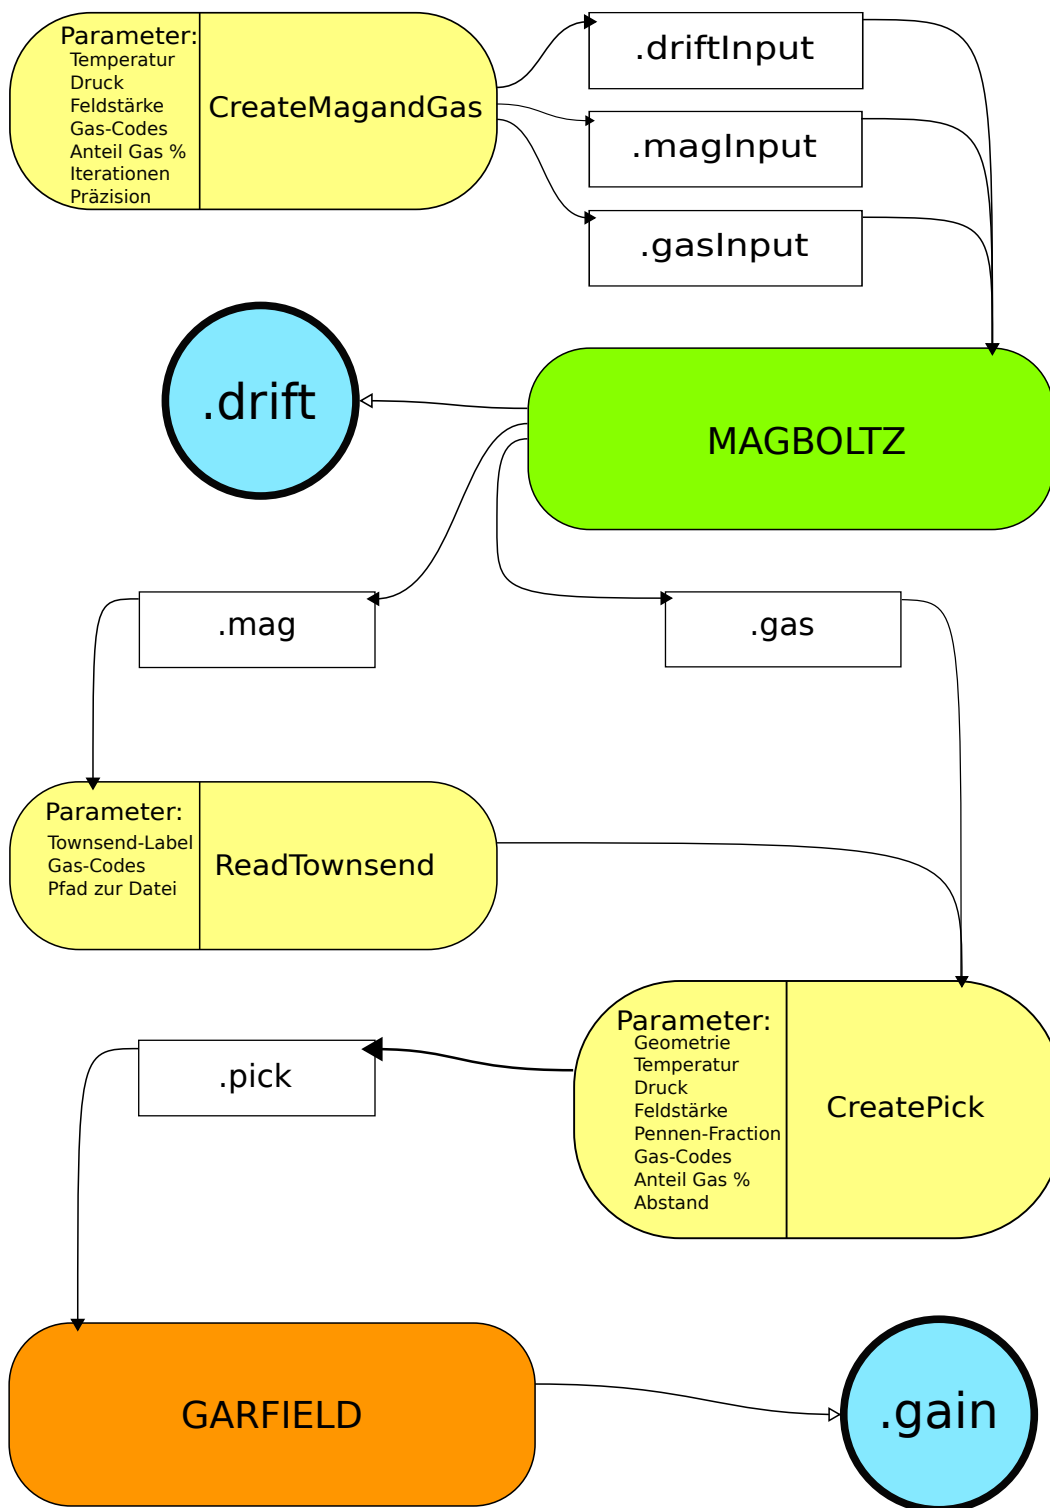 Parameter:
Temperatur
Druck
Feldstärke
Gas-Codes
Anteil Gas %
Iterationen
Präzision
CreateMagandGas
.driftInput
.magInput
.gasInput
.drift
MAGBOLTZ
.mag
.gas
Parameter:
Townsend-Label
Gas-Codes
Pfad zur Datei
ReadTownsend
Parameter:
Geometrie
Temperatur
Druck
Feldstärke
Pennen-Fraction
Gas-Codes
Anteil Gas %
Abstand
CreatePick
.pick
GARFIELD
.gain